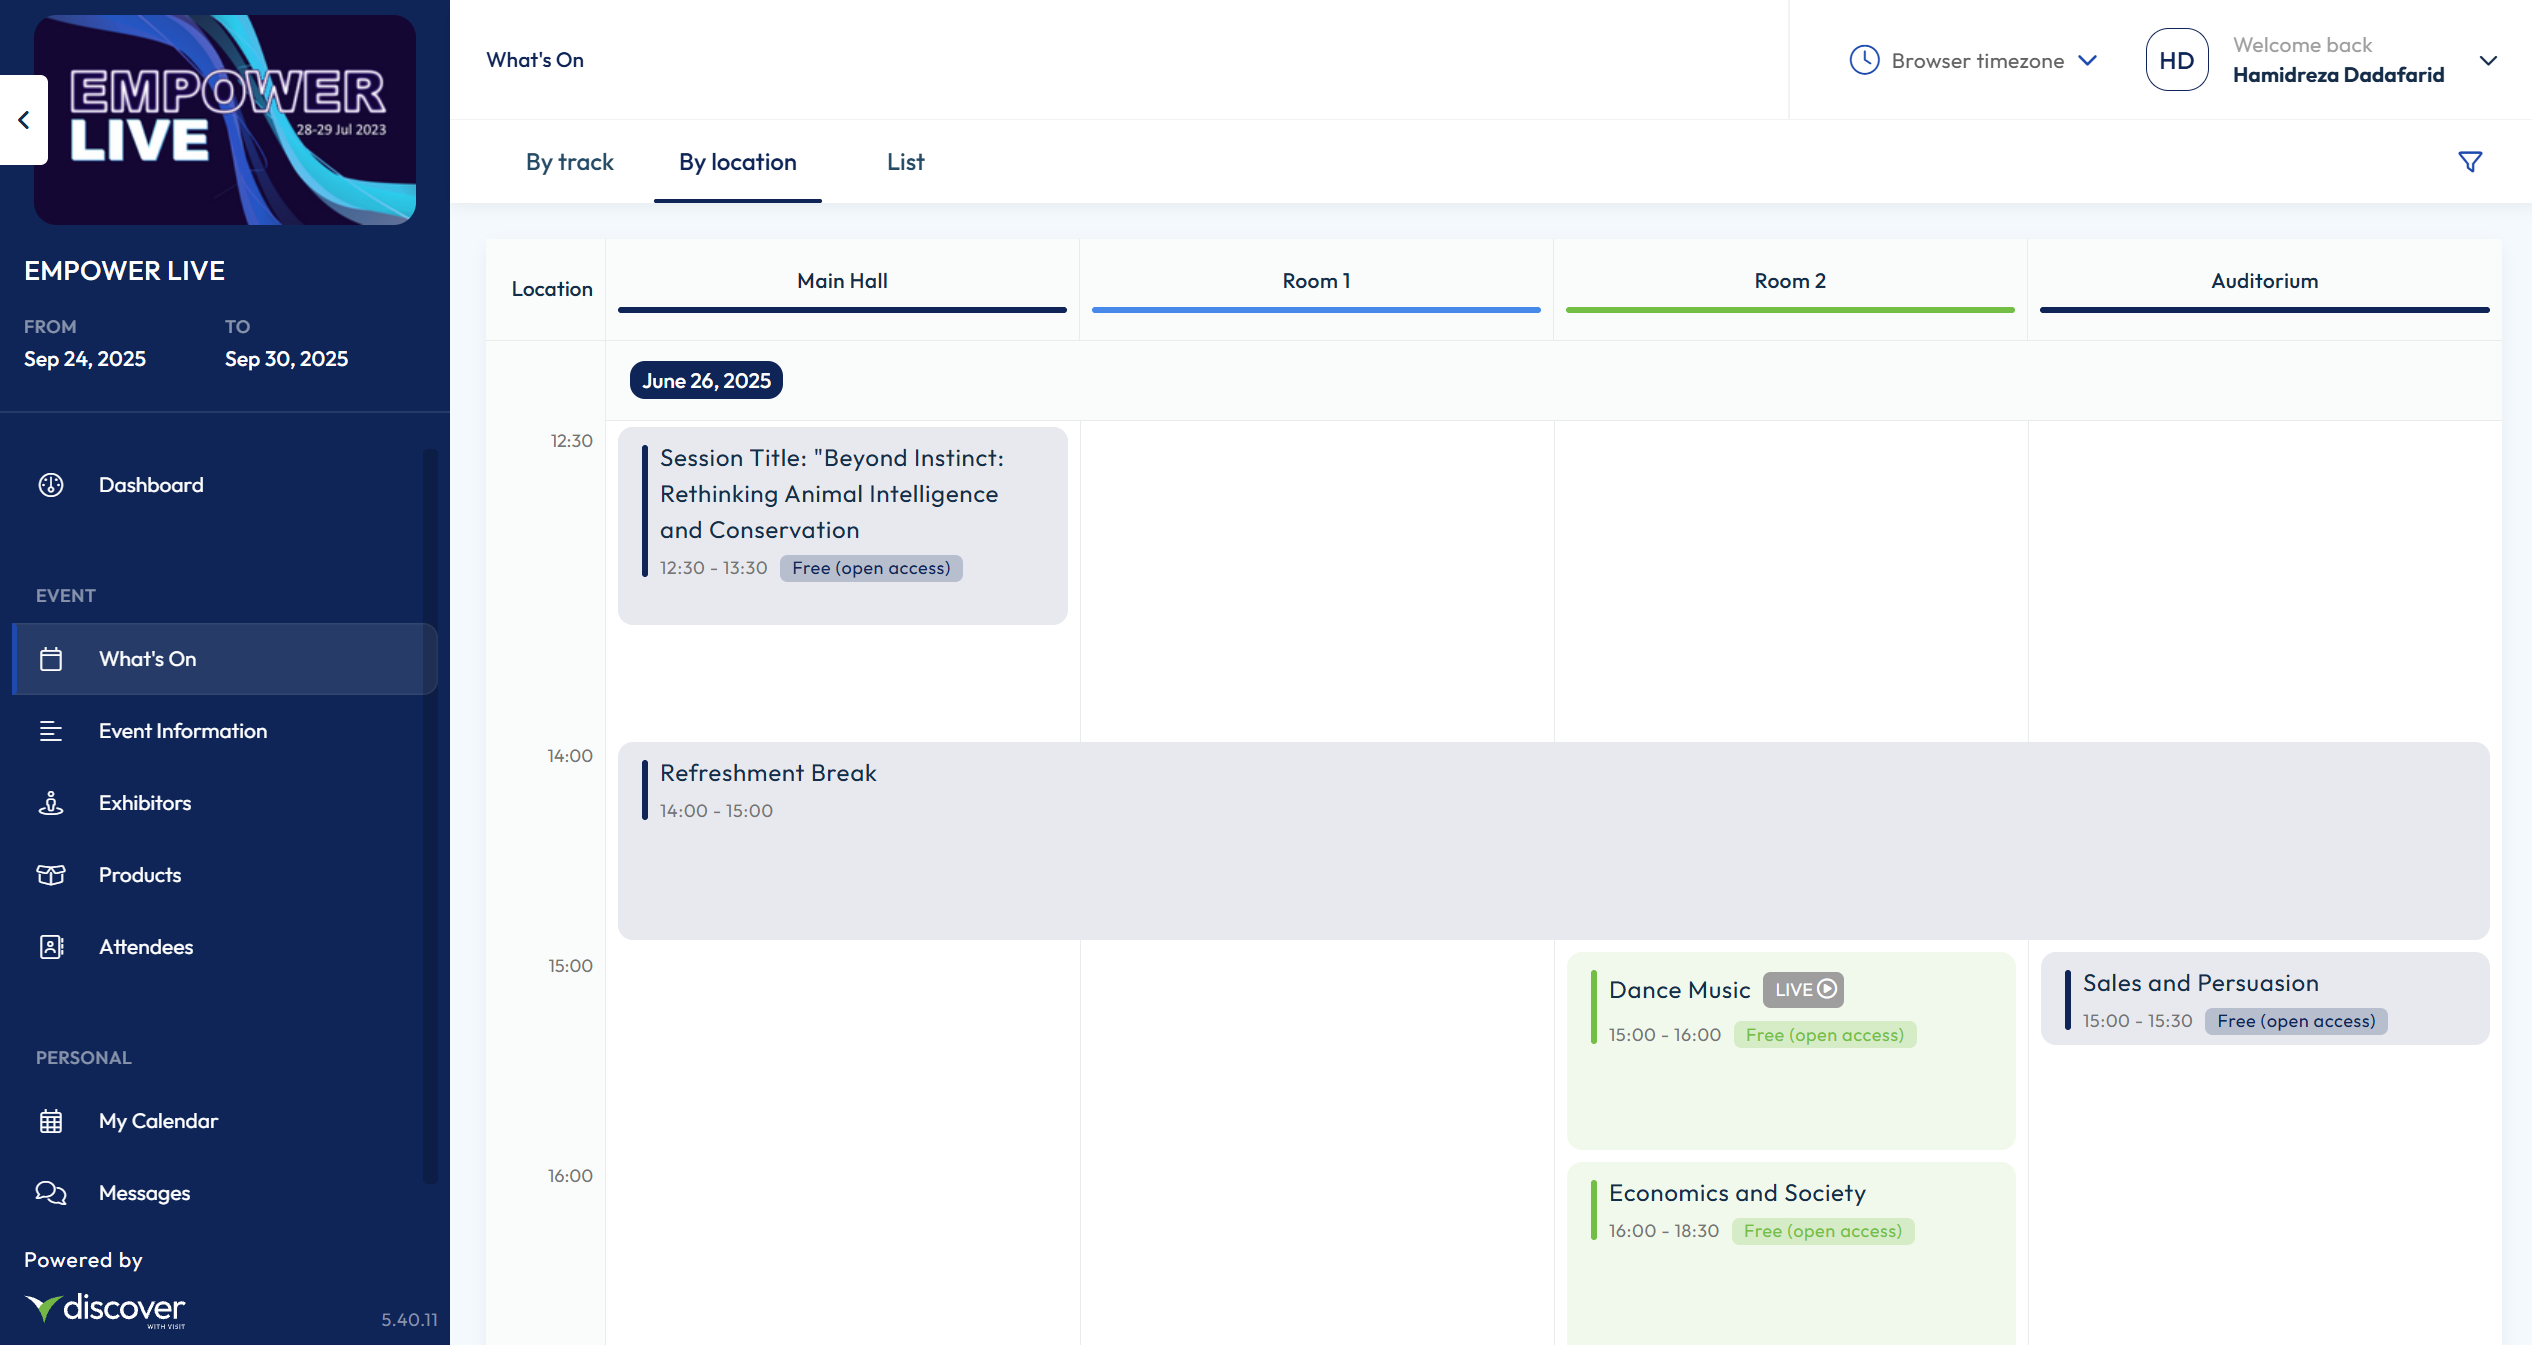 EMPOWER
LIVE
28-29 Jul 2023
EMPOWER LIVE
FROM
TO
Sep 24, 2025
Sep 30, 2025
Dashboard
EVENT
What's On
Event Information
Exhibitors
Products
Attendees
PERSONAL
My Calendar
Messages
Powered by
discover
WITH VISIT
5.40.11
What's On
Browser timezone
HD
Welcome back
Hamidreza Dadafarid
By track
By location
List
Location
Main Hall
Room 1
Room 2
Auditorium
June 26, 2025
12:30
Session Title: "Beyond Instinct:
Rethinking Animal Intelligence
and Conservation
12:30 - 13:30
Free (open access)
14:00
Refreshment Break
14:00 - 15:00
15:00
Dance Music
LIVE
15:00 - 16:00
Free (open access)
Sales and Persuasion
15:00 - 15:30
Free (open access)
16:00
Economics and Society
16:00 - 18:30
Free (open access)